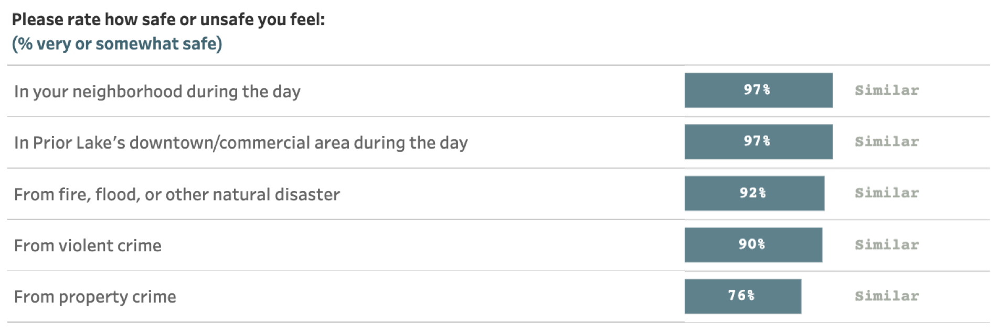 Please rate how safe or unsafe you feel:
(% very or somewhat safe)
In your neighborhood during the day 97% Similar
In Prior Lake’s downtown/commercial area during the day 97% Similar
From fire, flood, or other natural disaster 92% Similar
From violent crime 90% Similar
From property crime 76% Similar